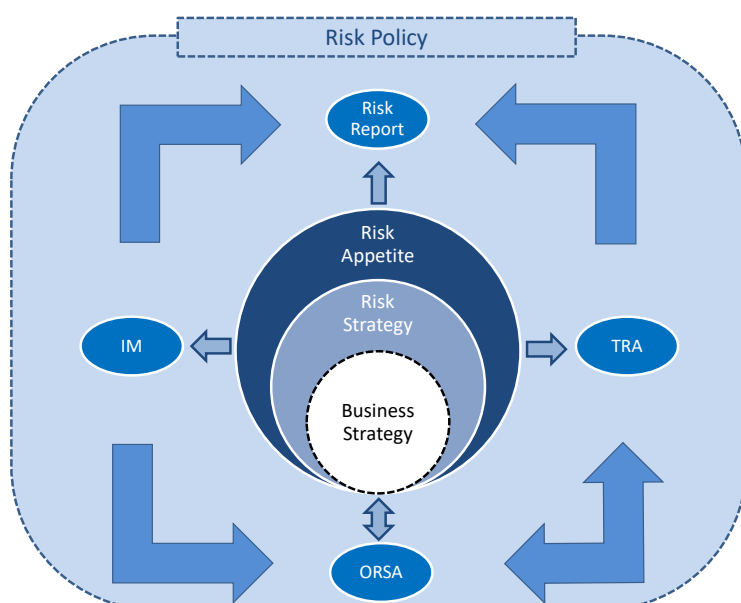 Risk Policy
Risk
Report
Risk
Appetite
Risk
Strategy
IM
TRA
Business
Strategy
ORSA